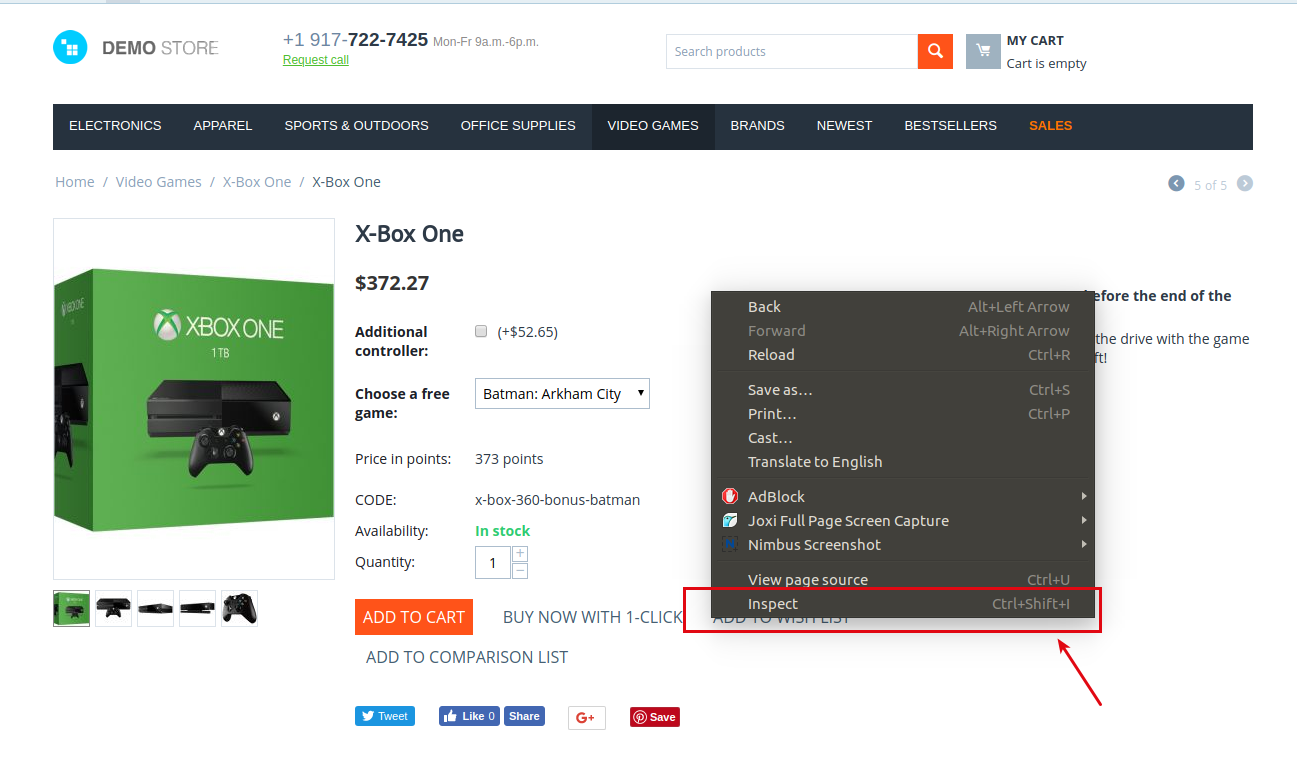 DEMO STORE
+1 917-722-7425 Mon-Fr 9a.m.-6p.m.
Request call
Search products
MY CART
Cart is empty
ELECTRONICS APPAREL SPORTS & OUTDOORS OFFICE SUPPLIES VIDEO GAMES BRANDS NEWEST BESTSELLERS SALES
Home / Video Games / X-Box One / X-Box One
5 of 5
XBOX ONE
XBOX ONE
1TB
X-Box One
$372.27
Additional controller:
(+$52.65)
Choose a free game:
Batman: Arkham City
Price in points: 373 points
CODE: x-box-360-bonus-batman
Availability: In stock
Quantity: 1 + −
ADD TO CART BUY NOW WITH 1-CLICK ADD TO WISH LIST
ADD TO COMPARISON LIST
Tweet Like 0 Share G+ Save
before the end of the
the drive with the game
ft!
Back Alt+Left Arrow
Forward Alt+Right Arrow
Reload Ctrl+R
Save as... Ctrl+S
Print... Ctrl+P
Cast...
Translate to English
AdBlock
Joxi Full Page Screen Capture
Nimbus Screenshot
View page source Ctrl+U
Inspect Ctrl+Shift+I